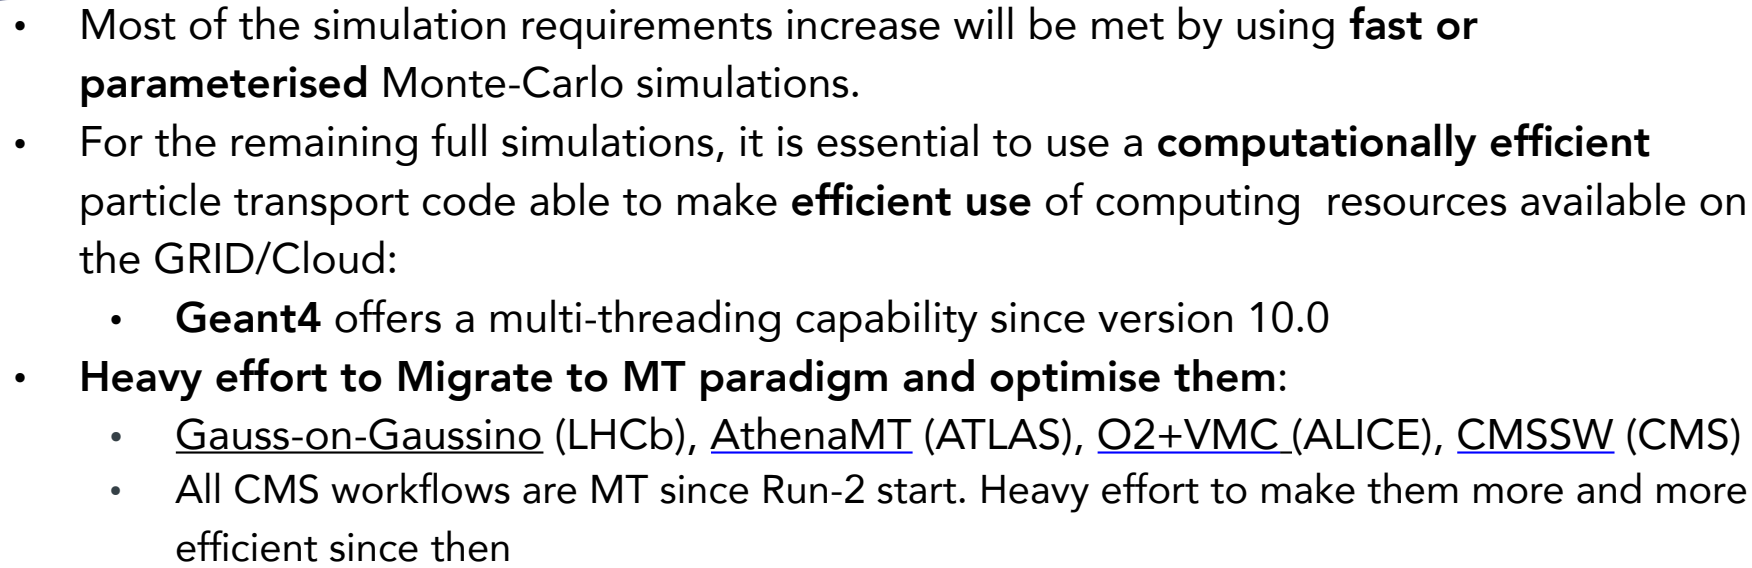 • Most of the simulation requirements increase will be met by using fast or
parameterised Monte-Carlo simulations.
• For the remaining full simulations, it is essential to use a computationally efficient
particle transport code able to make efficient use of computing  resources available on
the GRID/Cloud:
• Geant4 offers a multi-threading capability since version 10.0
• Heavy effort to Migrate to MT paradigm and optimise them:
• Gauss-on-Gaussino (LHCb), AthenaMT (ATLAS), O2+VMC (ALICE), CMSSW (CMS)
• All CMS workflows are MT since Run-2 start. Heavy effort to make them more and more
efficient since then